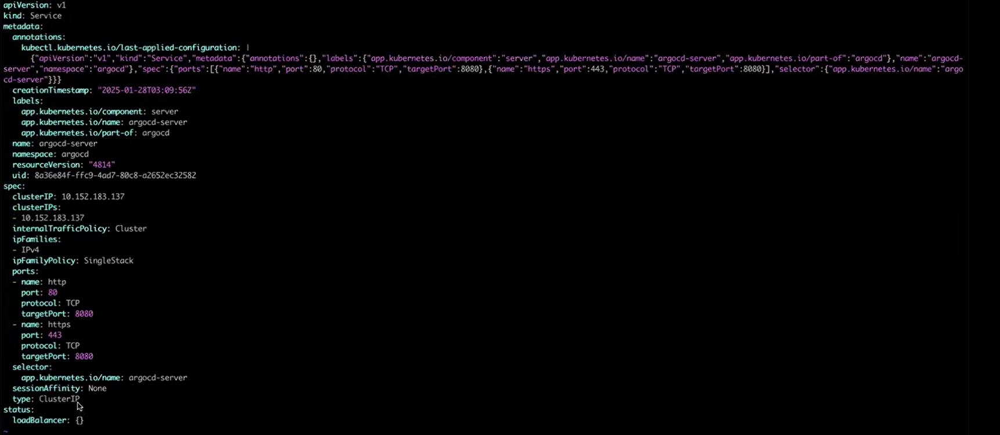 apiVersion: v1
kind: Service
metadata:
  annotations:
    kubectl.kubernetes.io/last-applied-configuration: |
      {"apiVersion":"v1","kind":"Service","metadata":{"annotations":{},"labels":{"app.kubernetes.io/component":"server","app.kubernetes.io/name":"argocd-server","app.kubernetes.io/part-of":"argocd"},"name":"argocd-
server","namespace":"argocd"},"spec":{"ports":[{"name":"http","port":80,"protocol":"TCP","targetPort":8080},{"name":"https","port":443,"protocol":"TCP","targetPort":8080}],"selector":{"app.kubernetes.io/name":"argo
cd-server"}}}
  creationTimestamp: "2025-01-28T03:09:56Z"
  labels:
    app.kubernetes.io/component: server
    app.kubernetes.io/name: argocd-server
    app.kubernetes.io/part-of: argocd
  name: argocd-server
  namespace: argocd
  resourceVersion: "4814"
  uid: 8a36e84f-ffc9-4ad7-80c8-a2652ec32582
spec:
  clusterIP: 10.152.183.137
  clusterIPs:
  - 10.152.183.137
  internalTrafficPolicy: Cluster
  ipFamilies:
  - IPv4
  ipFamilyPolicy: SingleStack
  ports:
  - name: http
    port: 80
    protocol: TCP
    targetPort: 8080
  - name: https
    port: 443
    protocol: TCP
    targetPort: 8080
  selector:
    app.kubernetes.io/name: argocd-server
  sessionAffinity: None
  type: ClusterIP
status:
  loadBalancer: {}
~